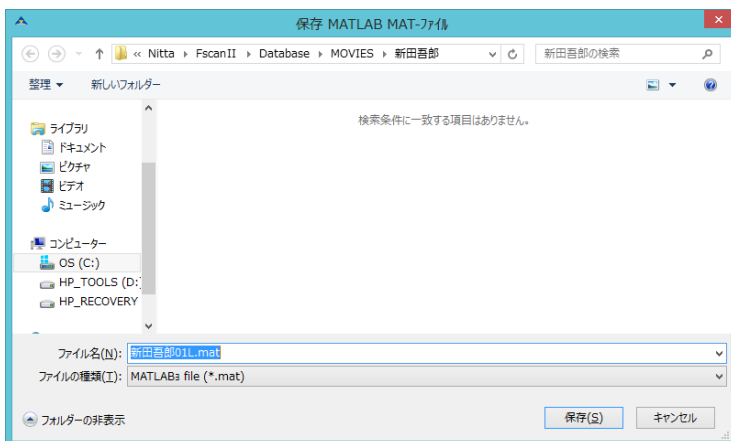 保存 MATLAB MAT-ファイル
« Nitta ▸ FscanII ▸ Database ▸ MOVIES ▸ 新田吾郎
新田吾郎の検索
整理 ▼ 新しいフォルダー
検索条件に一致する項目はありません。
ライブラリ
ドキュメント
ピクチャ
ビデオ
ミュージック
コンピューター
OS (C:)
HP_TOOLS (D:)
HP_RECOVERY
ファイル名(N): 新田吾郎01L.mat
ファイルの種類(T): MATLABョ file (*.mat)
フォルダーの非表示
保存(S) キャンセル